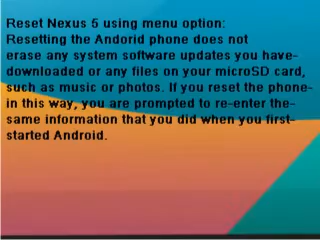 Reset Nexus 5 using menu option:
Resetting the Andorid phone does not
erase any system software updates you have-
downloaded or any files on your microSD card,
such as music or photos. If you reset the phone-
in this way, you are prompted to re-enter the-
same information that you did when you first-
started Android.